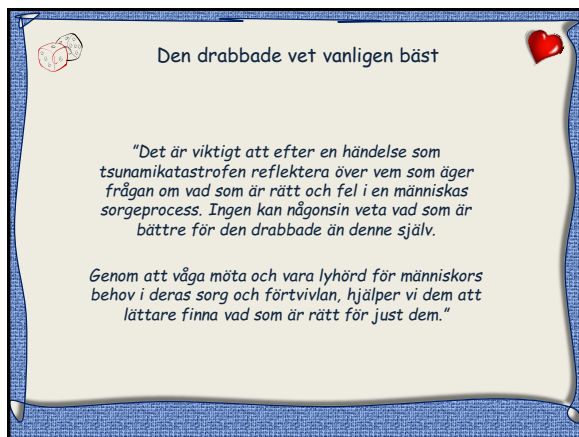 Den drabbade vet vanligen bäst
”Det är viktigt att efter en händelse som
tsunamikatastrofen reflektera över vem som äger
frågan om vad som är rätt och fel i en människas
sorgeprocess. Ingen kan någonsin veta vad som är
bättre för den drabbade än denne själv.
Genom att våga möta och vara lyhörd för människors
behov i deras sorg och förtvivlan, hjälper vi dem att
lättare finna vad som är rätt för just dem.”